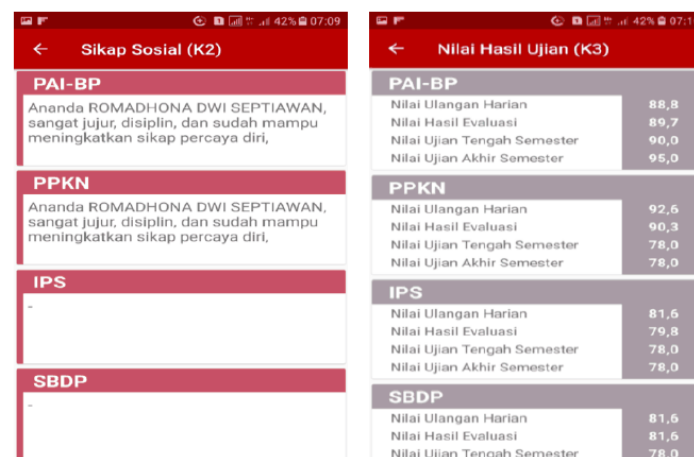 42% 07:09
Sikap Sosial (K2)
PAI-BP
Ananda ROMADHONA DWI SEPTIAWAN,
sangat jujur, disiplin, dan sudah mampu
meningkatkan sikap percaya diri,
PPKN
Ananda ROMADHONA DWI SEPTIAWAN,
sangat jujur, disiplin, dan sudah mampu
meningkatkan sikap percaya diri,
IPS
-
SBDP
-
42%
Nilai Hasil Ujian (K3)
PAI-BP
Nilai Ulangan Harian 88,8
Nilai Hasil Evaluasi 89,7
Nilai Ujian Tengah Semester 90,0
Nilai Ujian Akhir Semester 95,0
PPKN
Nilai Ulangan Harian 92,6
Nilai Hasil Evaluasi 90,3
Nilai Ujian Tengah Semester 78,0
Nilai Ujian Akhir Semester 78,0
IPS
Nilai Ulangan Harian 81,6
Nilai Hasil Evaluasi 79,8
Nilai Ujian Tengah Semester 78,0
Nilai Ujian Akhir Semester 78,0
SBDP
Nilai Ulangan Harian 81,6
Nilai Hasil Evaluasi 81,6
Nilai Ujian Tengah Semester 78,0